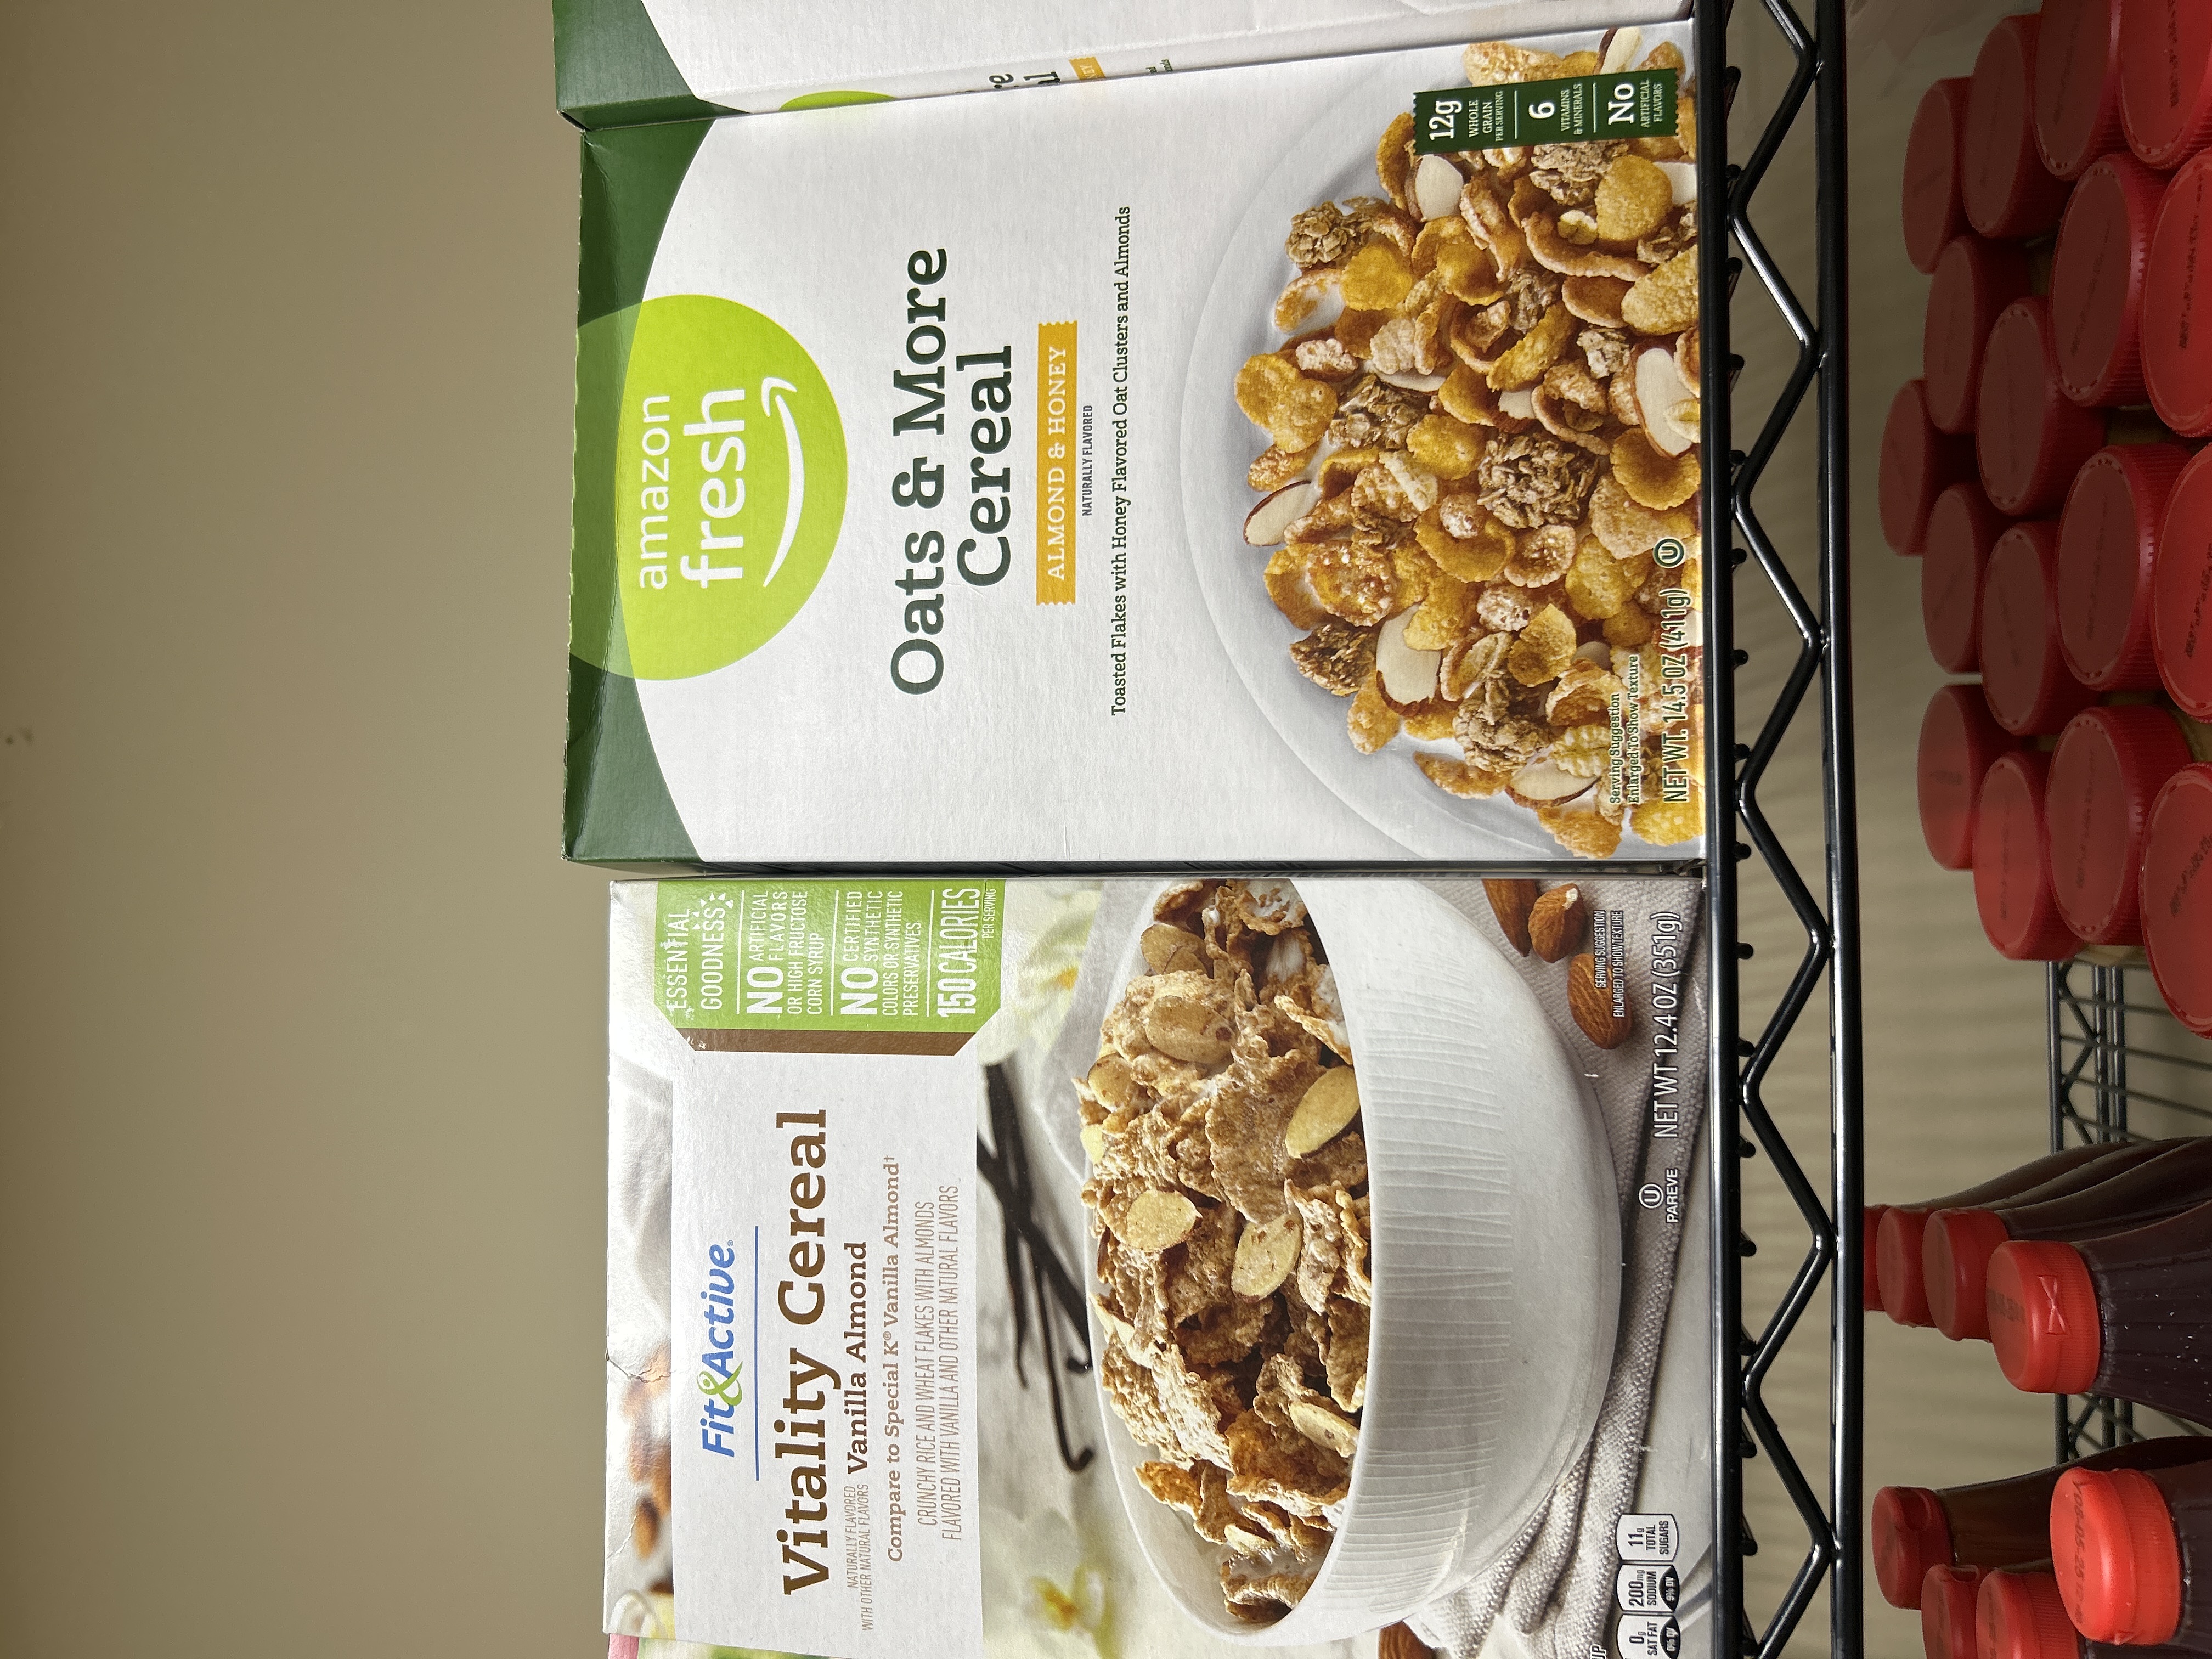 Fit&Active®
Vitality Cereal
NATURALLY FLAVORED
WITH OTHER NATURAL FLAVORS
Vanilla Almond
Compare to Special K® Vanilla Almond†
CRUNCHY RICE AND WHEAT FLAKES WITH ALMONDS
FLAVORED WITH VANILLA AND OTHER NATURAL FLAVORS
ESSENTIAL
GOODNESS
NO ARTIFICIAL
FLAVORS
OR HIGH FRUCTOSE
CORN SYRUP
NO CERTIFIED
SYNTHETIC
COLORS OR SYNTHETIC
PRESERVATIVES
150 CALORIES
PER SERVING
SERVING SUGGESTION
ENLARGED TO SHOW TEXTURE
0g
SAT FAT
0% DV
200mg
SODIUM
9% DV
11g
TOTAL
SUGARS
U
PAREVE
NET WT 12.4 OZ (351g)
amazon
fresh
Oats & More
Cereal
ALMOND & HONEY
NATURALLY FLAVORED
Toasted Flakes with Honey Flavored Oat Clusters and Almonds
12g
WHOLE
GRAIN
PER SERVING
6
VITAMINS
& MINERALS
No
ARTIFICIAL
FLAVORS
Serving Suggestion
Enlarged To Show Texture
NET WT. 14.5 OZ (411g)
U